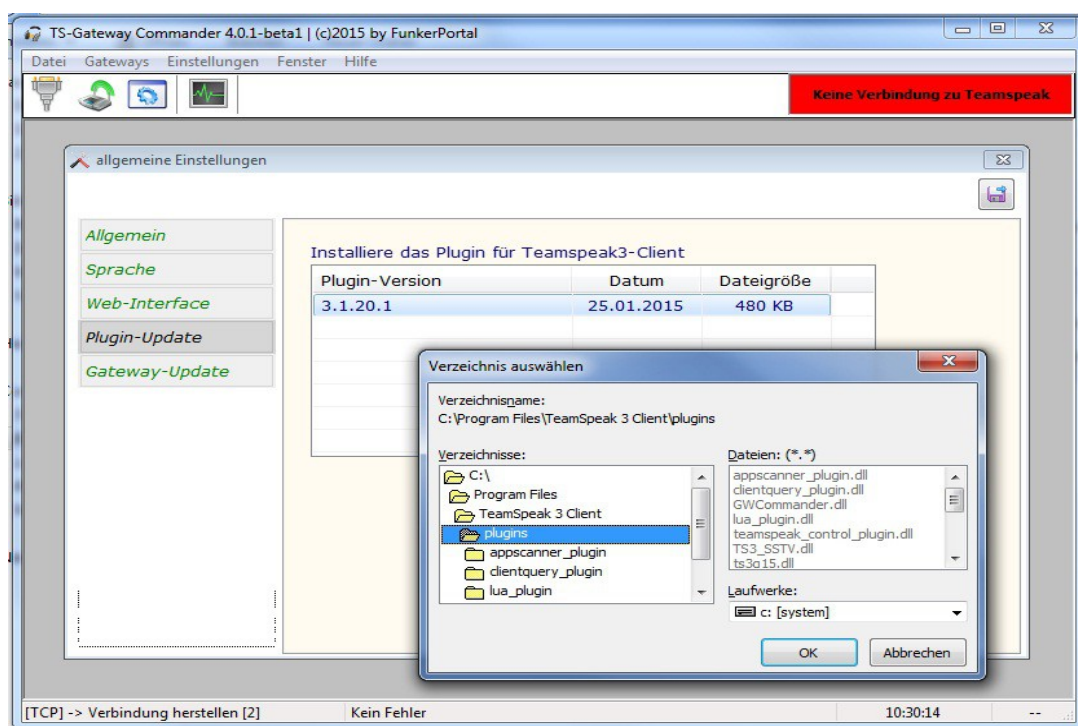 TS-Gateway Commander 4.0.1-beta1 | (c)2015 by FunkerPortal
Datei Gateways Einstellungen Fenster Hilfe
Keine Verbindung zu Teamspeak
allgemeine Einstellungen
Allgemein
Sprache
Web-Interface
Plugin-Update
Gateway-Update
Installiere das Plugin für Teamspeak3-Client
Plugin-Version Datum Dateigröße
3.1.20.1 25.01.2015 480 KB
Verzeichnis auswählen
Verzeichnisname:
C:\Program Files\TeamSpeak 3 Client\plugins
Verzeichnisse:
C:\
Program Files
TeamSpeak 3 Client
plugins
appscanner_plugin
clientquery_plugin
lua_plugin
Dateien: (*.*)
appscanner_plugin.dll
clientquery_plugin.dll
GWCommander.dll
lua_plugin.dll
teamspeak_control_plugin.dll
TS3_SSTV.dll
ts3g15.dll
Laufwerke:
c: [system]
OK Abbrechen
[TCP] -> Verbindung herstellen [2] Kein Fehler 10:30:14 --